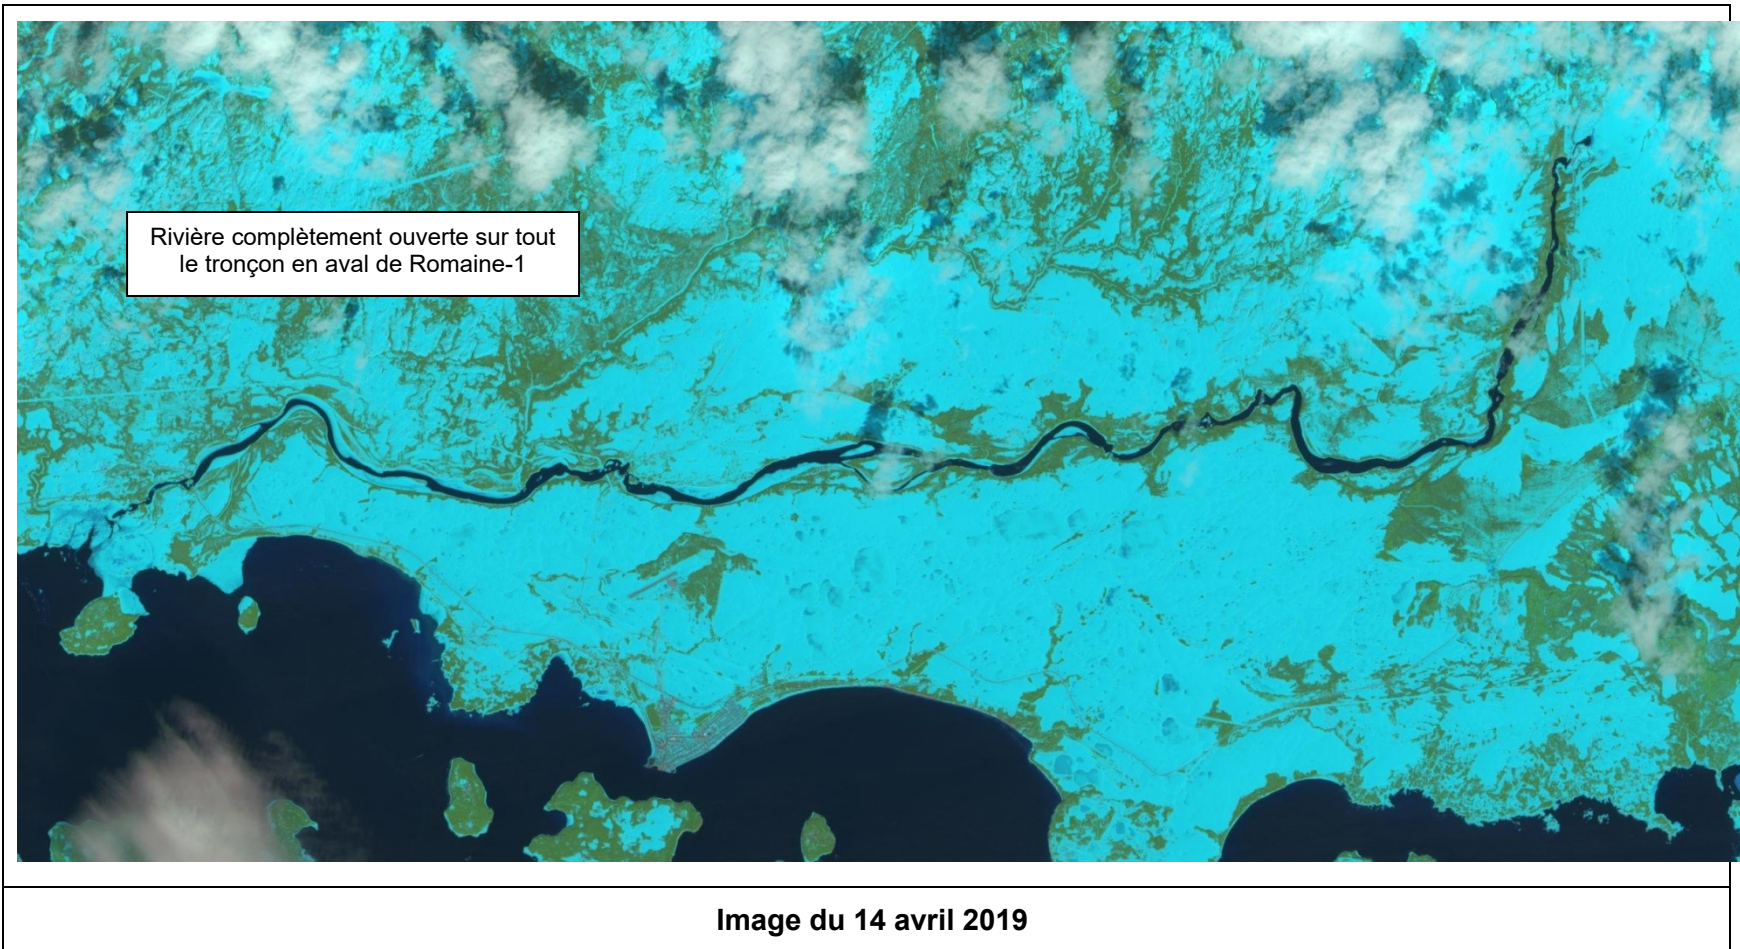 Rivière complètement ouverte sur tout
le tronçon en aval de Romaine-1
Image du 14 avril 2019